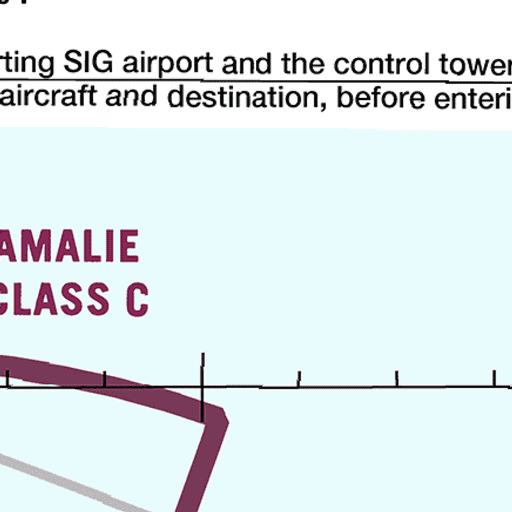 rting SIG airport and the control tower
aircraft and destination, before enteri
AMALIE
CLASS C